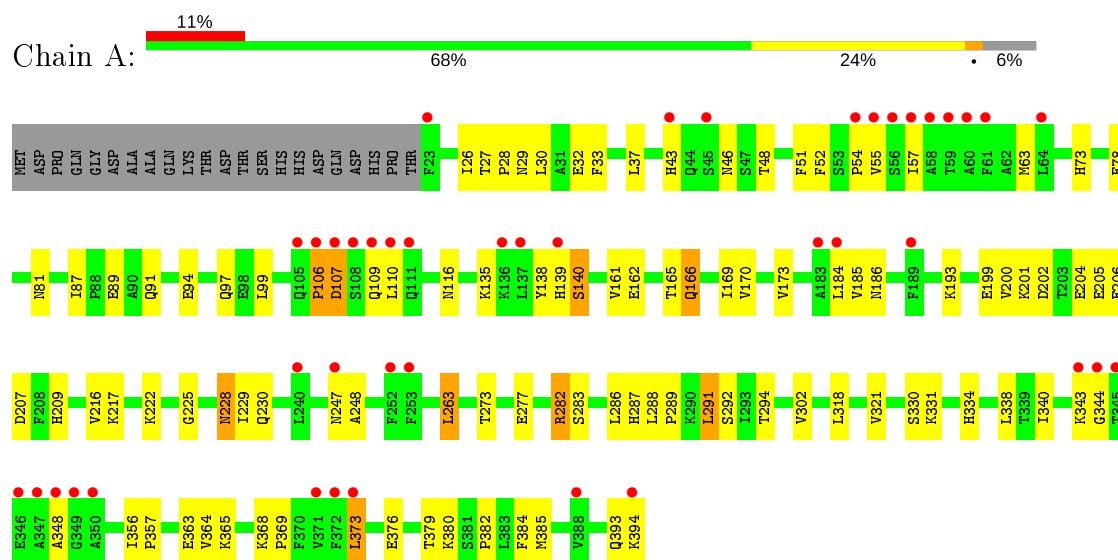 11%
Chain A:
68% 24% • 6%
MET ASP PRO GLN GLY ASP ALA ALA GLN LYS THR ASP THR SER HIS HIS ASP GLN ASP HIS PRO THR F23 I26 T27 P28 N29 L30 A31 E32 F33 L37 H43 Q44 S45 N46 S47 T48 F51 F52 S53 P54 V55 S56 I57 A58 T59 A60 F61 A62 M63 L64 H73
N81 I87 P88 E89 A90 Q91 E94 Q97 E98 L99 Q105 P106 D107 S108 Q109 L110 Q111 N116 K135 K136 L137 Y138 H139 S140 V161 E162 T165 Q166 I169 V170 V173 A183 L184 V185 N186 F189 K193 E199 V200 K201 D202 T203 E204 E205
D207 F208 H209 V216 K217 K222 G225 N228 I229 Q230 L240 N247 A248 F252 F253 L263 T273 E277 R282 S283 L286 H287 L288 P289 K290 L291 S292 I293 T294 V302 L318 V321 S330 K331 H334 L338 T339 I340 K343 G344
E346 A347 A348 G349 A350 I356 P357 E363 V364 K365 K368 P369 F370 V371 F372 L373 E376 T379 K380 S381 P382 L383 F384 M385 V388 Q393 K394